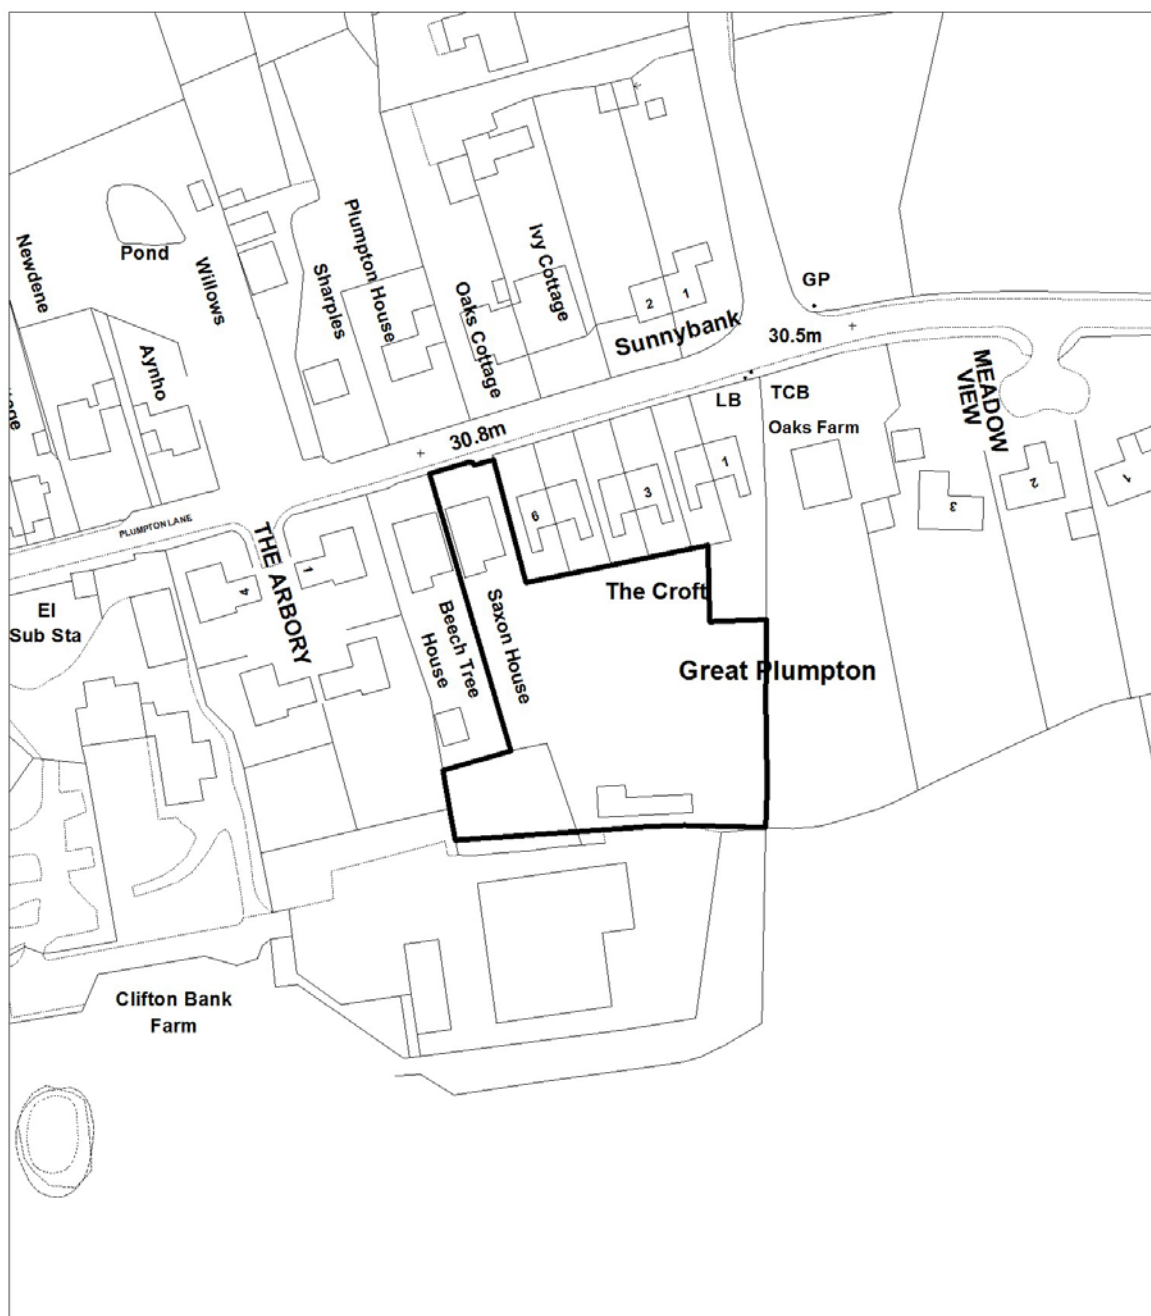 GP
Newdene
Pond
Willows
Plumpton House
Sharples
Ivy Cottage
Oaks Cottage
2
1
Sunnybank
30.5m
Aynho
MEADOW
VIEW
LB
TCB
Oaks Farm
30.8m
1
3
6
3
2
1
PLUMPTON LANE
THE ARBORY
1
4
El
Sub Sta
The Croft
Saxon House
Beech Tree
House
Great Plumpton
Clifton Bank
Farm